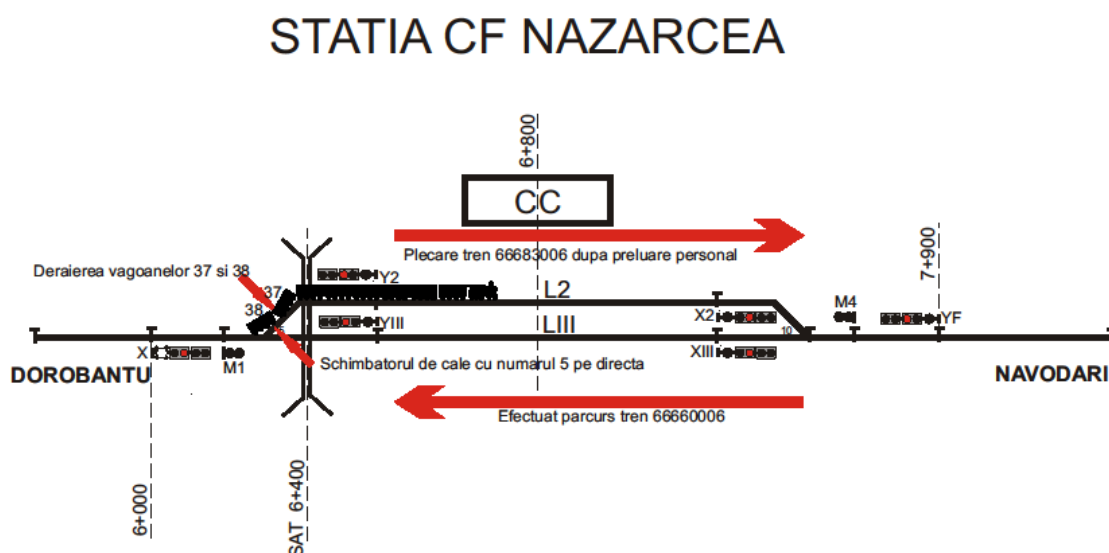 STATIA CF NAZARCEA
6+800
CC
Plecare tren 66683006 dupa preluare personal
7+900
Deraierea vagoanelor 37 si 38
37
38
Y2
L2
YIII
LIII
X2
M4
YF
10
X
M1
XIII
Schimbatorul de cale cu numarul 5 pe directa
DOROBANTU
NAVODARI
Efectuat parcurs tren 66660006
6+000
SAT 6+400